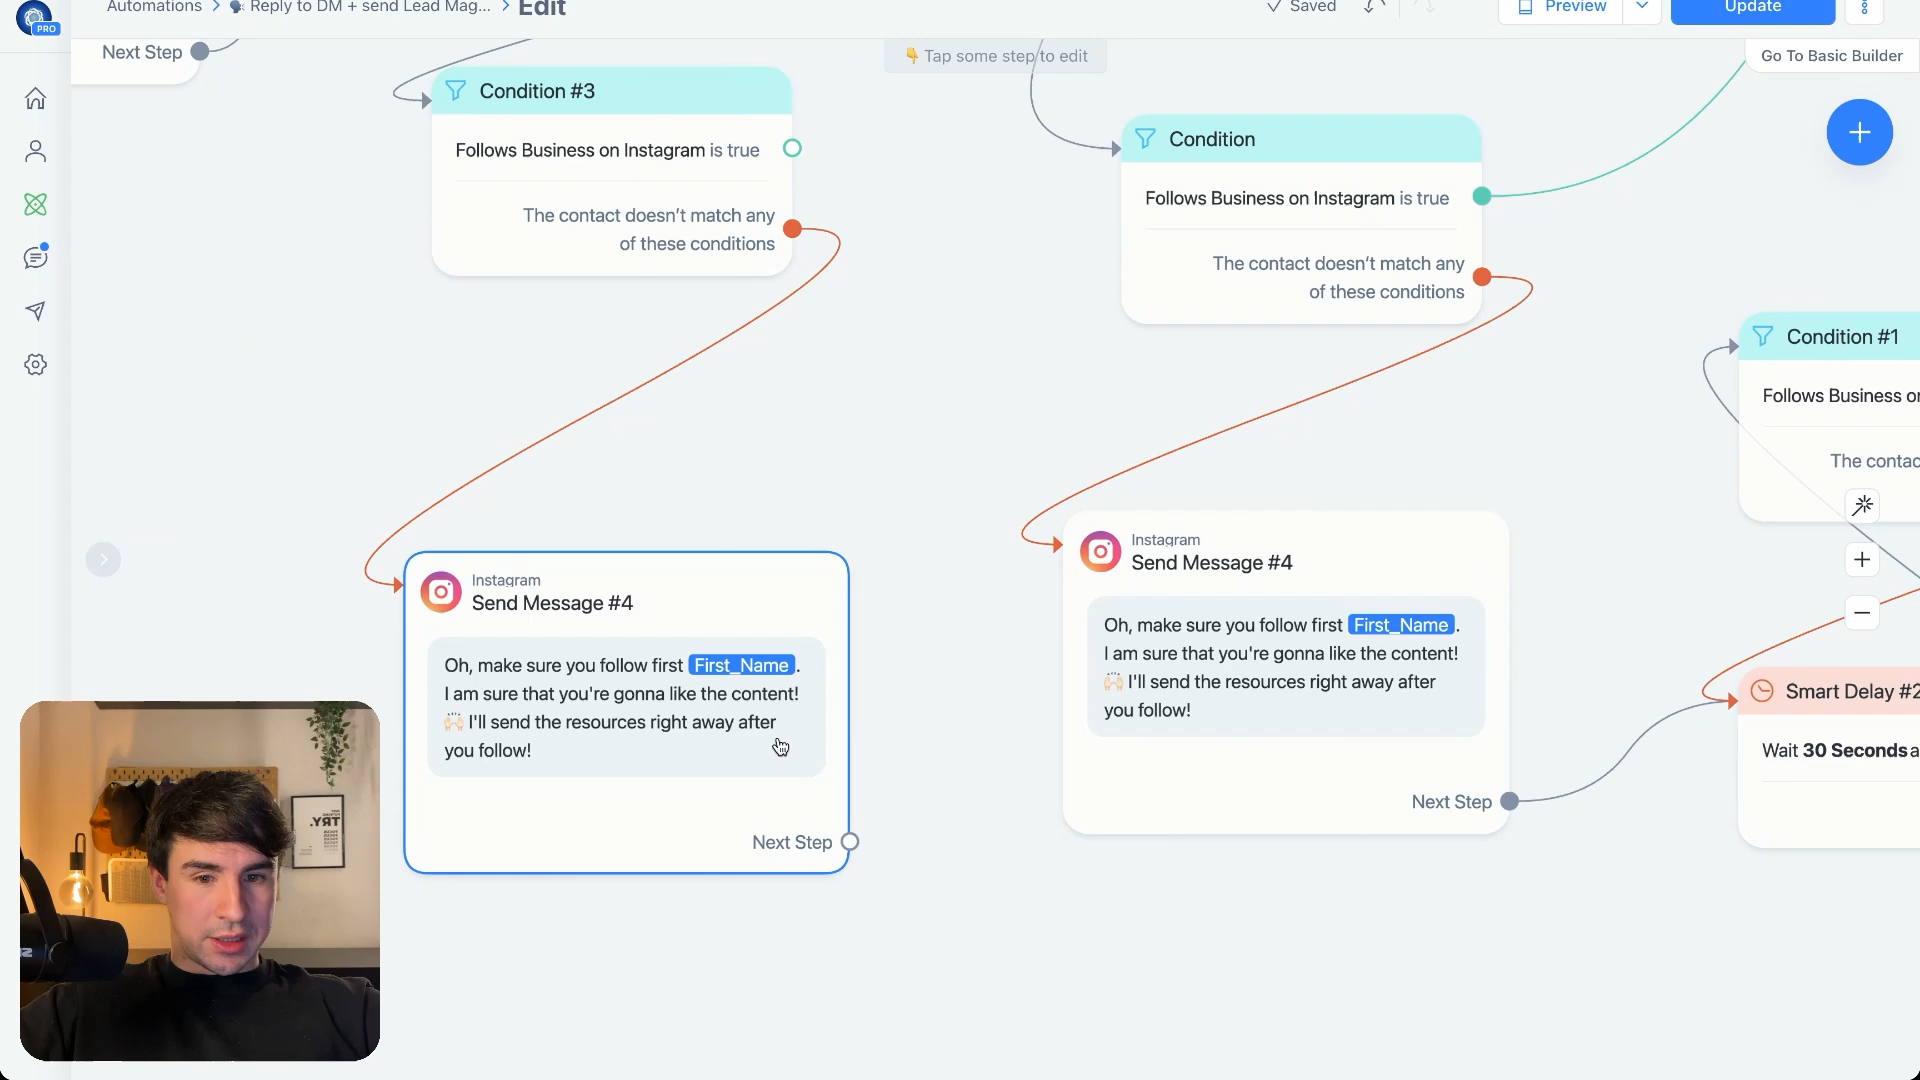 PRO
Automations > 🗣 Reply to DM + send Lead Mag... > Edit
Saved
Preview
Update
Next Step
👇 Tap some step to edit
Go To Basic Builder
Condition #3
Follows Business on Instagram is true
The contact doesn't match any
of these conditions
Condition
Follows Business on Instagram is true
The contact doesn't match any
of these conditions
Condition #1
Follows Business
The
Instagram
Send Message #4
Oh, make sure you follow first First_Name.
I am sure that you're gonna like the content!
🙌🏻 I'll send the resources right away after
you follow!
Next Step
Instagram
Send Message #4
Oh, make sure you follow first First_Name.
I am sure that you're gonna like the content!
🙌🏻 I'll send the resources right away after
you follow!
Next Step
Smart Delay #2
Wait 30 Seconds
TRY.